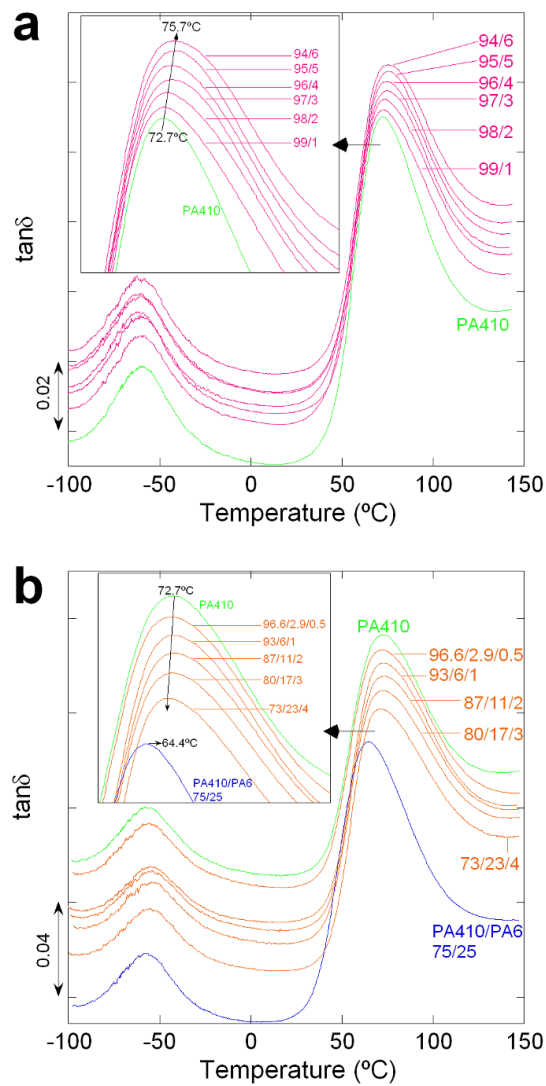 a
75.7ºC
94/6
95/5
96/4
97/3
98/2
99/1
72.7ºC
PA410
94/6
95/5
96/4
97/3
98/2
99/1
PA410
tanδ
0.02
-100
-50
0
50
100
150
Temperature (ºC)
b
72.7ºC
PA410
96.6/2.9/0.5
93/6/1
87/11/2
80/17/3
73/23/4
64.4ºC
PA410/PA6
75/25
PA410
96.6/2.9/0.5
93/6/1
87/11/2
80/17/3
73/23/4
PA410/PA6
75/25
tanδ
0.04
-100
-50
0
50
100
150
Temperature (ºC)